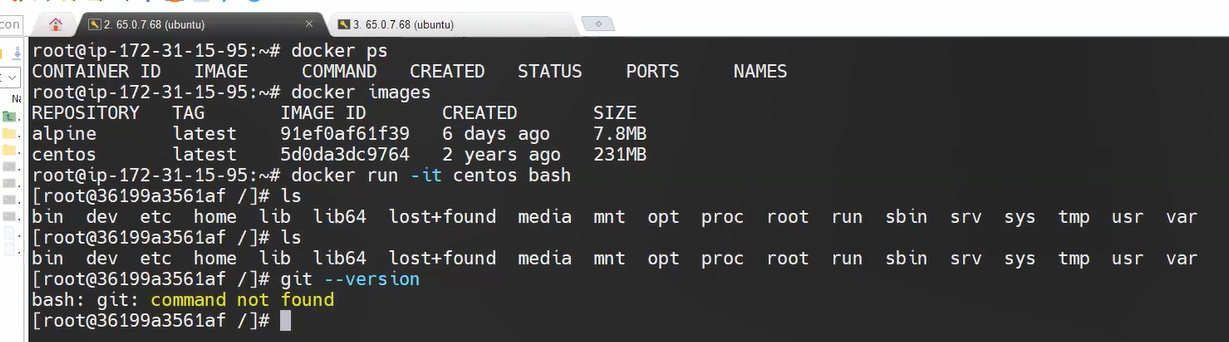 con
2. 65.0.7.68 (ubuntu)
3. 65.0.7.68 (ubuntu)
Na
root@ip-172-31-15-95:~# docker ps
CONTAINER ID   IMAGE     COMMAND   CREATED   STATUS    PORTS     NAMES
root@ip-172-31-15-95:~# docker images
REPOSITORY   TAG       IMAGE ID       CREATED       SIZE
alpine       latest    91ef0af61f39   6 days ago    7.8MB
centos       latest    5d0da3dc9764   2 years ago   231MB
root@ip-172-31-15-95:~# docker run -it centos bash
[root@36199a3561af /]# ls
bin  dev  etc  home  lib  lib64  lost+found  media  mnt  opt  proc  root  run  sbin  srv  sys  tmp  usr  var
[root@36199a3561af /]# ls
bin  dev  etc  home  lib  lib64  lost+found  media  mnt  opt  proc  root  run  sbin  srv  sys  tmp  usr  var
[root@36199a3561af /]# git --version
bash: git: command not found
[root@36199a3561af /]#